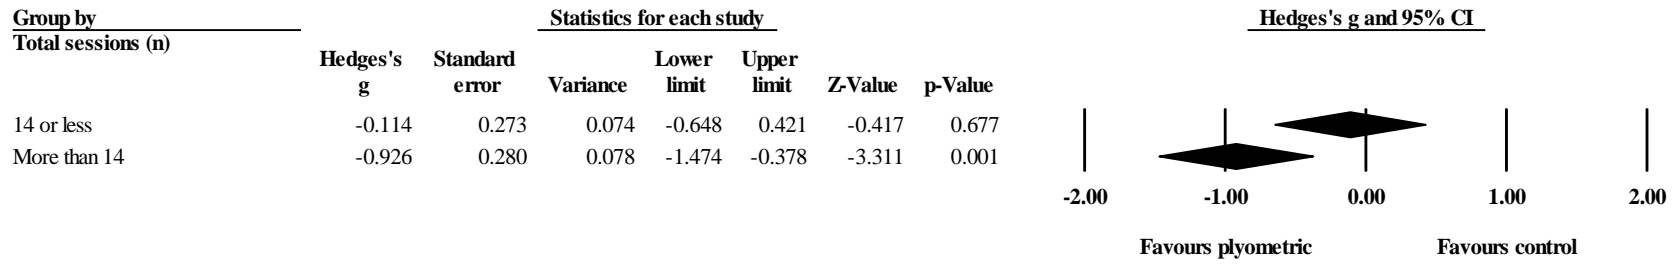 Group by Statistics for each study Hedges's g and 95% CI
Total sessions (n)
Hedges's Standard Lower Upper
g error Variance limit limit Z-Value p-Value
14 or less -0.114 0.273 0.074 -0.648 0.421 -0.417 0.677
More than 14 -0.926 0.280 0.078 -1.474 -0.378 -3.311 0.001
-2.00 -1.00 0.00 1.00 2.00
Favours plyometric Favours control